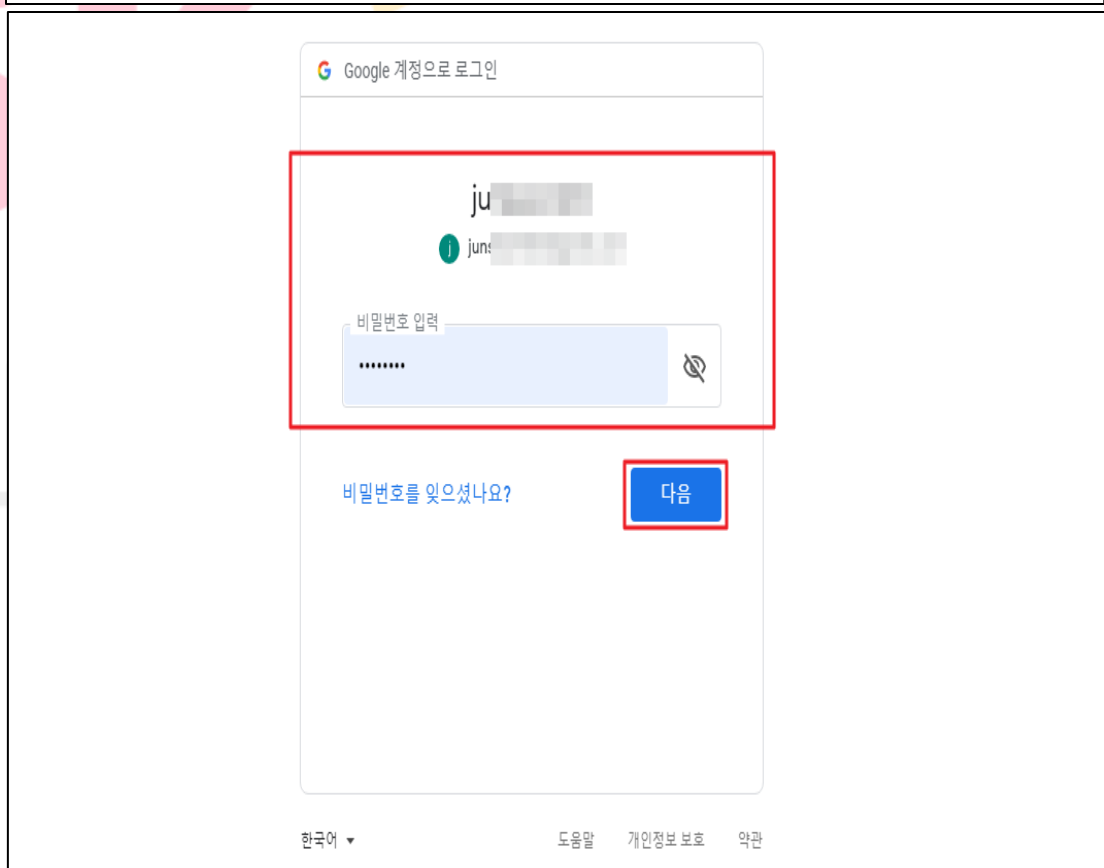 Google 계정으로 로그인
ju
j juns
비밀번호 입력
••••••••
비밀번호를 잊으셨나요?
다음
한국어
도움말 개인정보 보호 약관